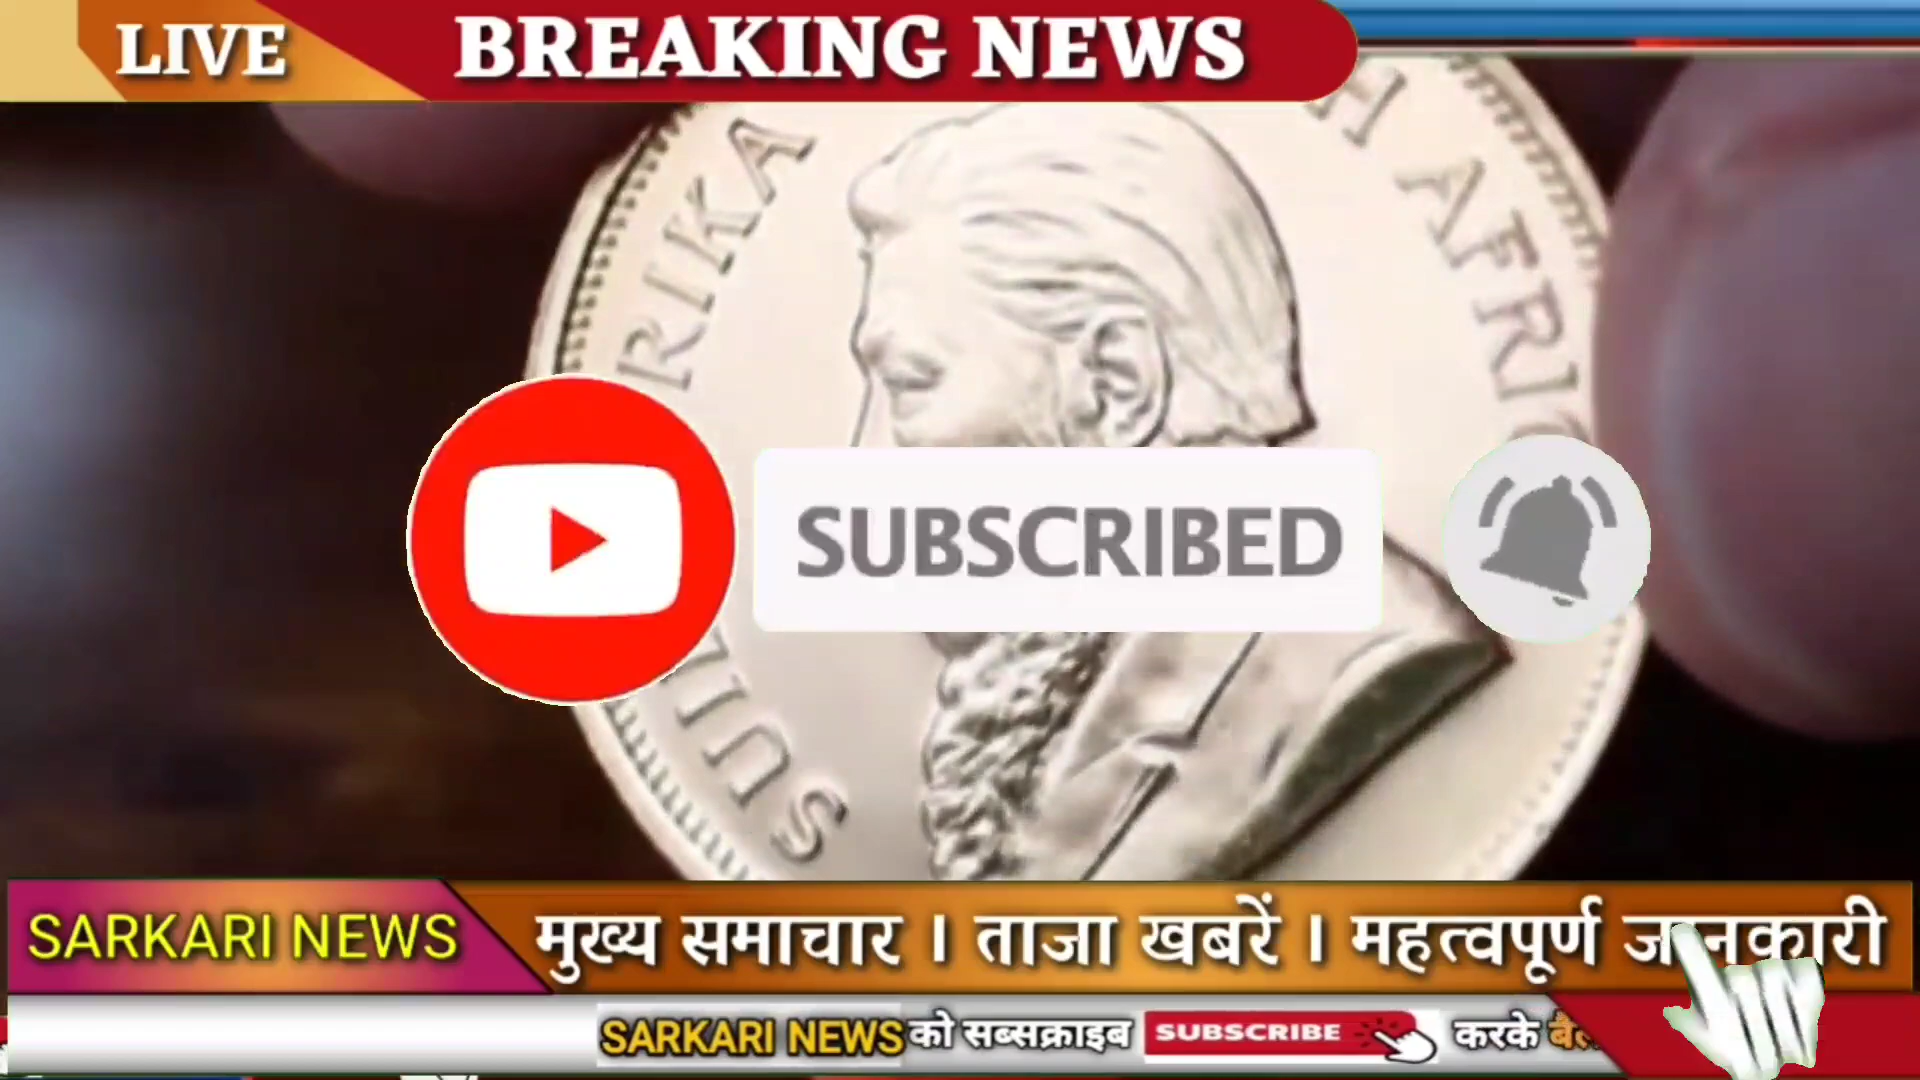 LIVE
BREAKING NEWS
RIKA
H AFRI
SUBSCRIBED
SUI
SARKARI NEWS
मुख्य समाचार । ताजा खबरें । महत्वपूर्ण जानकारी
SARKARI NEWS को सब्सक्राइब SUBSCRIBE करके